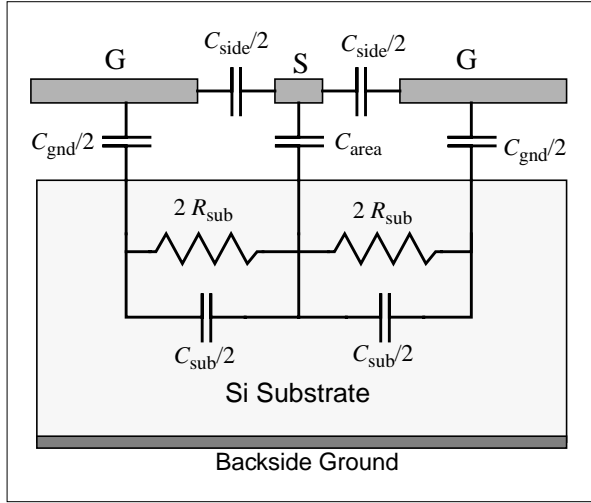 C_side/2 C_side/2
G S G
C_gnd/2 C_area C_gnd/2
2 R_sub 2 R_sub
C_sub/2 C_sub/2
Si Substrate
Backside Ground